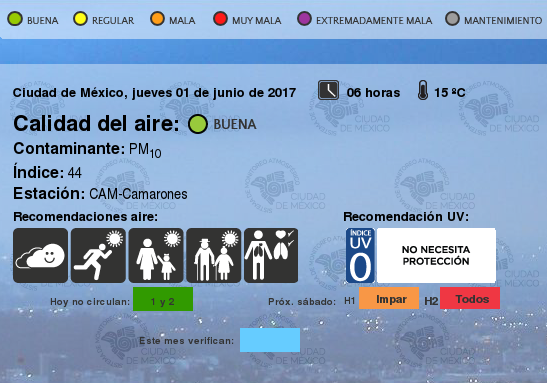 BUENA REGULAR MALA MUY MALA EXTREMADAMENTE MALA MANTENIMIENTO
Ciudad de México, jueves 01 de junio de 2017 06 horas 15 ºC
Calidad del aire: BUENA
Contaminante: PM10
Índice: 44
Estación: CAM-Camarones
Recomendaciones aire: Recomendación UV:
ÍNDICE
UV
0
NO NECESITA
PROTECCIÓN
Hoy no circulan: 1 y 2 Próx. sábado: H1 Impar H2 Todos
Este mes verifican:
CIUDAD
DE MÉXICO